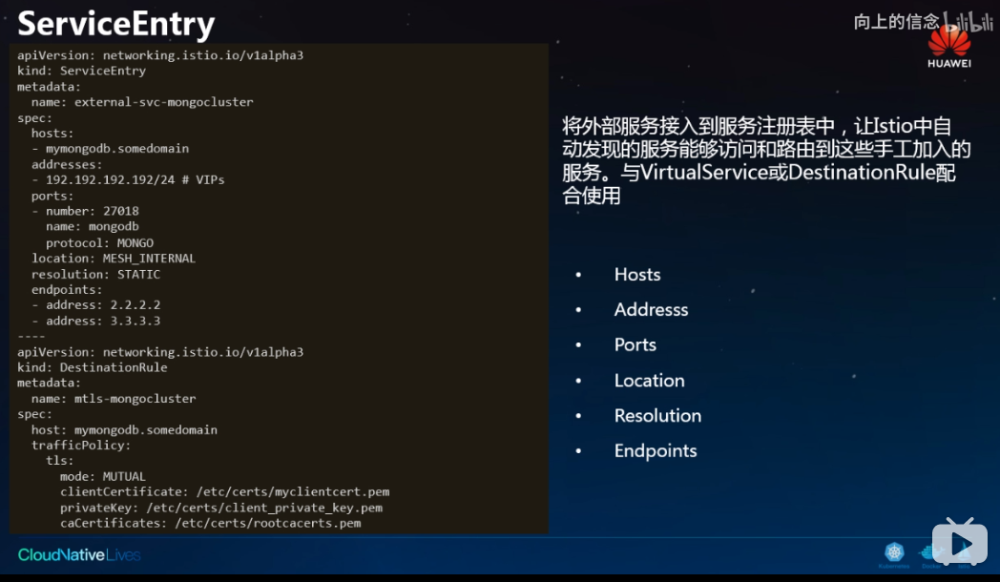 ServiceEntry
向上的信念 bilibili
HUAWEI
apiVersion: networking.istio.io/v1alpha3
kind: ServiceEntry
metadata:
  name: external-svc-mongocluster
spec:
  hosts:
  - mymongodb.somedomain
  addresses:
  - 192.192.192.192/24 # VIPs
  ports:
  - number: 27018
    name: mongodb
    protocol: MONGO
  location: MESH_INTERNAL
  resolution: STATIC
  endpoints:
  - address: 2.2.2.2
  - address: 3.3.3.3
----
apiVersion: networking.istio.io/v1alpha3
kind: DestinationRule
metadata:
  name: mtls-mongocluster
spec:
  host: mymongodb.somedomain
  trafficPolicy:
    tls:
      mode: MUTUAL
      clientCertificate: /etc/certs/myclientcert.pem
      privateKey: /etc/certs/client_private_key.pem
      caCertificates: /etc/certs/rootcacerts.pem
将外部服务接入到服务注册表中，让Istio中自
动发现的服务能够访问和路由到这些手工加入的
服务。与VirtualService或DestinationRule配
合使用
• Hosts
• Addresss
• Ports
• Location
• Resolution
• Endpoints
CloudNativeLives
Kubernetes